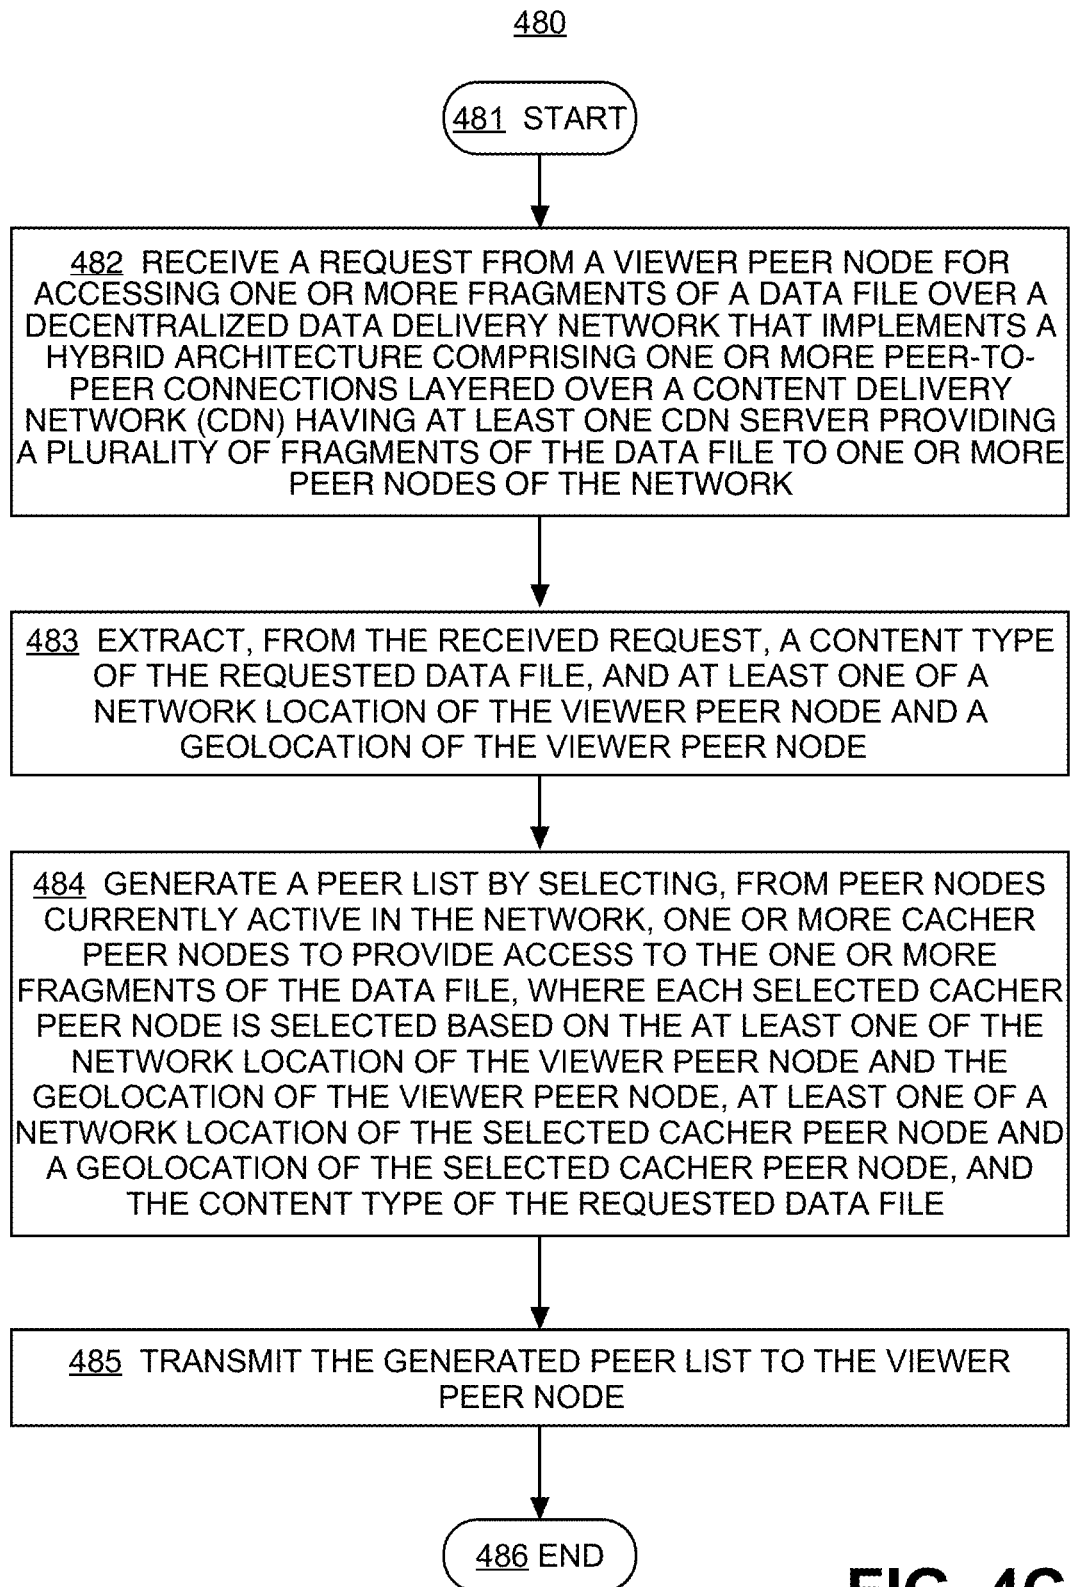 480
481 START
482 RECEIVE A REQUEST FROM A VIEWER PEER NODE FOR
ACCESSING ONE OR MORE FRAGMENTS OF A DATA FILE OVER A
DECENTRALIZED DATA DELIVERY NETWORK THAT IMPLEMENTS A
HYBRID ARCHITECTURE COMPRISING ONE OR MORE PEER-TO-
PEER CONNECTIONS LAYERED OVER A CONTENT DELIVERY
NETWORK (CDN) HAVING AT LEAST ONE CDN SERVER PROVIDING
A PLURALITY OF FRAGMENTS OF THE DATA FILE TO ONE OR MORE
PEER NODES OF THE NETWORK
483 EXTRACT, FROM THE RECEIVED REQUEST, A CONTENT TYPE
OF THE REQUESTED DATA FILE, AND AT LEAST ONE OF A
NETWORK LOCATION OF THE VIEWER PEER NODE AND A
GEOLOCATION OF THE VIEWER PEER NODE
484 GENERATE A PEER LIST BY SELECTING, FROM PEER NODES
CURRENTLY ACTIVE IN THE NETWORK, ONE OR MORE CACHER
PEER NODES TO PROVIDE ACCESS TO THE ONE OR MORE
FRAGMENTS OF THE DATA FILE, WHERE EACH SELECTED CACHER
PEER NODE IS SELECTED BASED ON THE AT LEAST ONE OF THE
NETWORK LOCATION OF THE VIEWER PEER NODE AND THE
GEOLOCATION OF THE VIEWER PEER NODE, AT LEAST ONE OF A
NETWORK LOCATION OF THE SELECTED CACHER PEER NODE AND
A GEOLOCATION OF THE SELECTED CACHER PEER NODE, AND
THE CONTENT TYPE OF THE REQUESTED DATA FILE
485 TRANSMIT THE GENERATED PEER LIST TO THE VIEWER
PEER NODE
486 END
FIG.